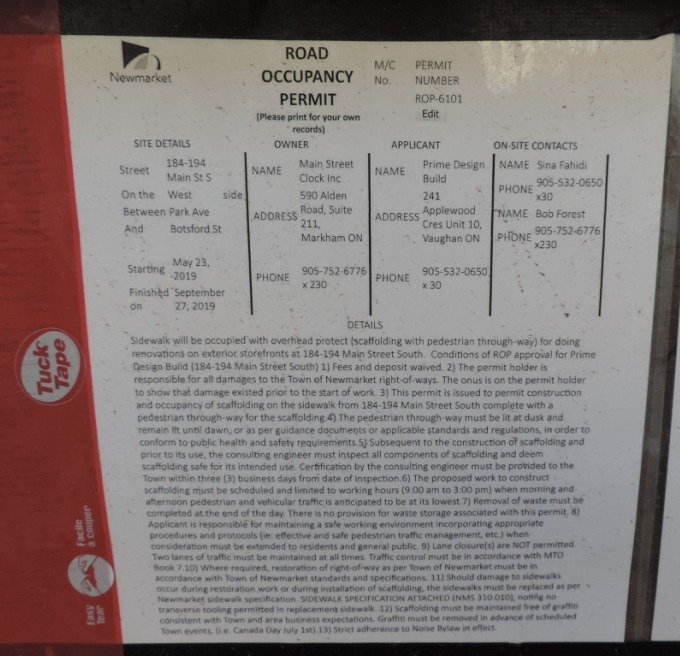 Newmarket
ROAD
OCCUPANCY
PERMIT
(Please print for your own
records)
M/C PERMIT
No. NUMBER
ROP-6101
Edit
SITE DETAILS
Street 184-194
Main St S
On the West side
Between Park Ave
And Botsford St
Starting May 23,
2019
Finished September
on 27, 2019
OWNER
NAME Main Street
Clock Inc
ADDRESS 590 Alden
Road, Suite
211,
Markham ON
PHONE 905-752-6776
x 230
APPLICANT
NAME Prime Design
Build
ADDRESS 241
Applewood
Cres Unit 10,
Vaughan ON
PHONE 905-532-0650
x 30
ON-SITE CONTACTS
NAME Sina Fahidi
PHONE 905-532-0650
x30
NAME Bob Forest
PHONE 905-752-6776
x230
DETAILS
Sidewalk will be occupied with overhead protect (scaffolding with pedestrian through-way) for doing
renovations on exterior storefronts at 184-194 Main Street South. Conditions of ROP approval for Prime
Design Build (184-194 Main Street South) 1) Fees and deposit waived. 2) The permit holder is
responsible for all damages to the Town of Newmarket right-of-ways. The onus is on the permit holder
to show that damage existed prior to the start of work. 3) This permit is issued to permit construction
and occupancy of scaffolding on the sidewalk from 184-194 Main Street South complete with a
pedestrian through-way for the scaffolding.4) The pedestrian through-way must be lit at dusk and
remain lit until dawn, or as per guidance documents or applicable standards and regulations, in order to
conform to public health and safety requirements.5) Subsequent to the construction of scaffolding and
prior to its use, the consulting engineer must inspect all components of scaffolding and deem
scaffolding safe for its intended use. Certification by the consulting engineer must be provided to the
Town within three (3) business days from date of inspection.6) The proposed work to construct
scaffolding must be scheduled and limited to working hours (9:00 am to 3:00 pm) when morning and
afternoon pedestrian and vehicular traffic is anticipated to be at its lowest.7) Removal of waste must be
completed at the end of the day. There is no provision for waste storage associated with this permit. 8)
Applicant is responsible for maintaining a safe working environment incorporating appropriate
procedures and protocols (ie: effective and safe pedestrian traffic management, etc.) when
consideration must be extended to residents and general public. 9) Lane closure(s) are NOT permitted.
Two lanes of traffic must be maintained at all times. Traffic control must be in accordance with MTO
Book 7.10) Where required, restoration of right-of-way as per Town of Newmarket must be in
accordance with Town of Newmarket standards and specifications. 11) Should damage to sidewalks
occur during restoration work or during installation of scaffolding, the sidewalks must be replaced as per
Newmarket sidewalk specification. SIDEWALK SPECIFICATION ATTACHED (NMS 310.010), noting no
transverse tooling permitted in replacement sidewalk. 12) Scaffolding must be maintained free of graffiti
consistent with Town and area business expectations. Graffiti must be removed in advance of scheduled
Town events, (i.e. Canada Day July 1st) 13) Strict adherence to Noise Bylaw in effect.
Tuck
Tape
Facile
à couper
Easy
Tear